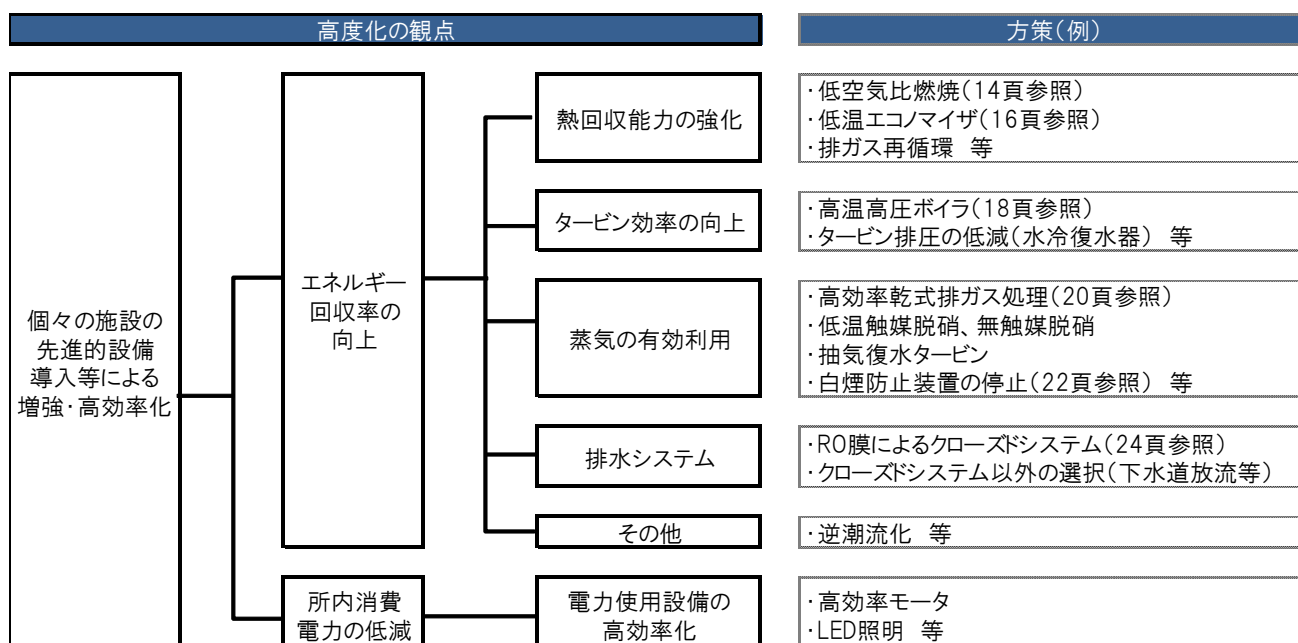 高度化の観点
方策(例)
個々の施設の
先進的設備
導入等による
増強・高効率化
エネルギー
回収率の
向上
熱回収能力の強化
・低空気比燃焼(14頁参照)
・低温エコノマイザ(16頁参照)
・排ガス再循環 等
タービン効率の向上
・高温高圧ボイラ(18頁参照)
・タービン排圧の低減(水冷復水器) 等
蒸気の有効利用
・高効率乾式排ガス処理(20頁参照)
・低温触媒脱硝、無触媒脱硝
・抽気復水タービン
・白煙防止装置の停止(22頁参照) 等
排水システム
・RO膜によるクローズドシステム(24頁参照)
・クローズドシステム以外の選択(下水道放流等)
その他
・逆潮流化 等
所内消費
電力の低減
電力使用設備の
高効率化
・高効率モータ
・LED照明 等